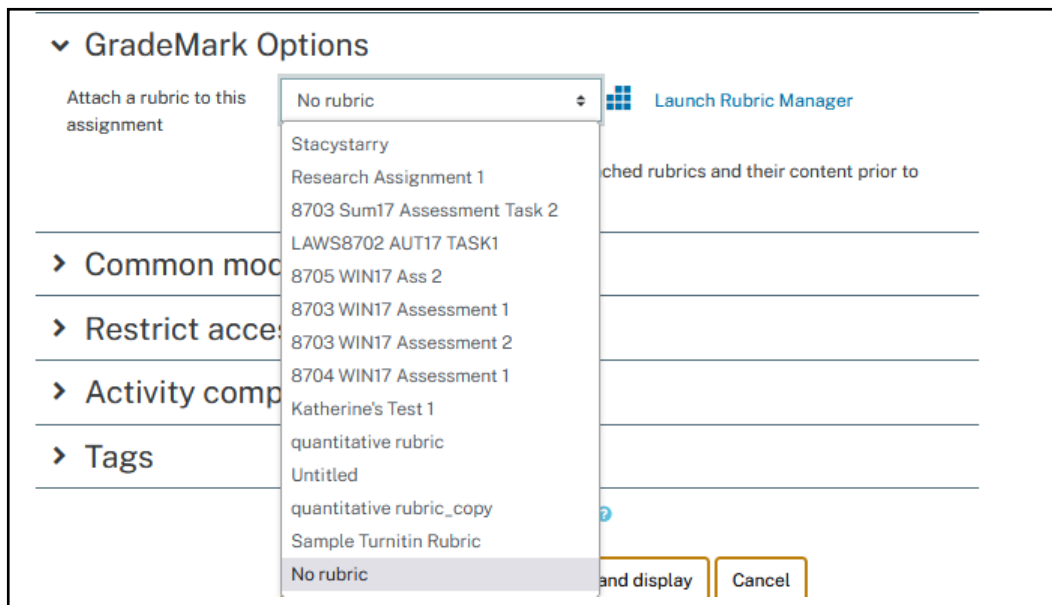 GradeMark Options
Attach a rubric to this
assignment
No rubric
Launch Rubric Manager
Stacystarry
Research Assignment 1
ched rubrics and their content prior to
8703 Sum17 Assessment Task 2
LAWS8702 AUT17 TASK1
Common mod
8705 WIN17 Ass 2
8703 WIN17 Assessment 1
Restrict acce
8703 WIN17 Assessment 2
8704 WIN17 Assessment 1
Activity comp
Katherine's Test 1
quantitative rubric
Tags
Untitled
quantitative rubric_copy
?
Sample Turnitin Rubric
No rubric
and display
Cancel